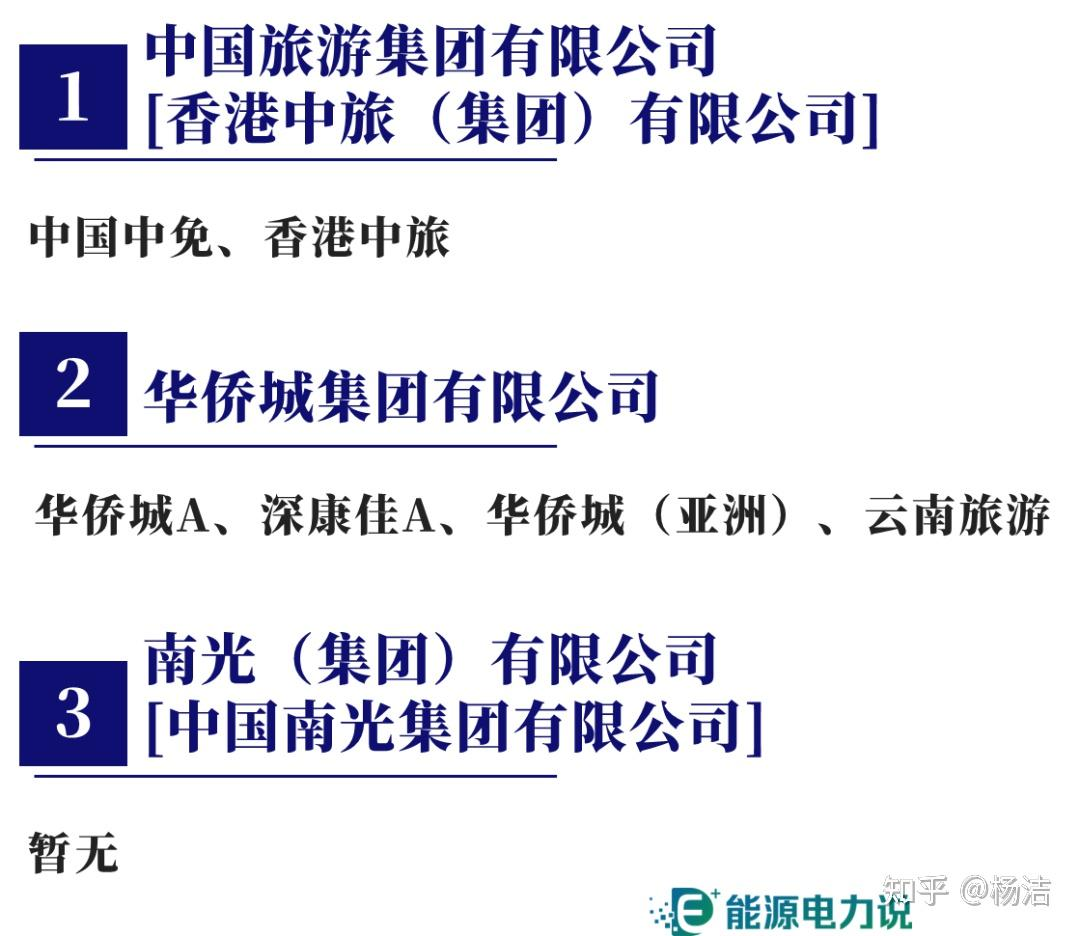 1
中国旅游集团有限公司
[香港中旅（集团）有限公司]
中国中免、香港中旅
2
华侨城集团有限公司
华侨城A、深康佳A、华侨城（亚洲）、云南旅游
3
南光（集团）有限公司
[中国南光集团有限公司]
暂无
知乎 @杨洁
E+ 能源电力说